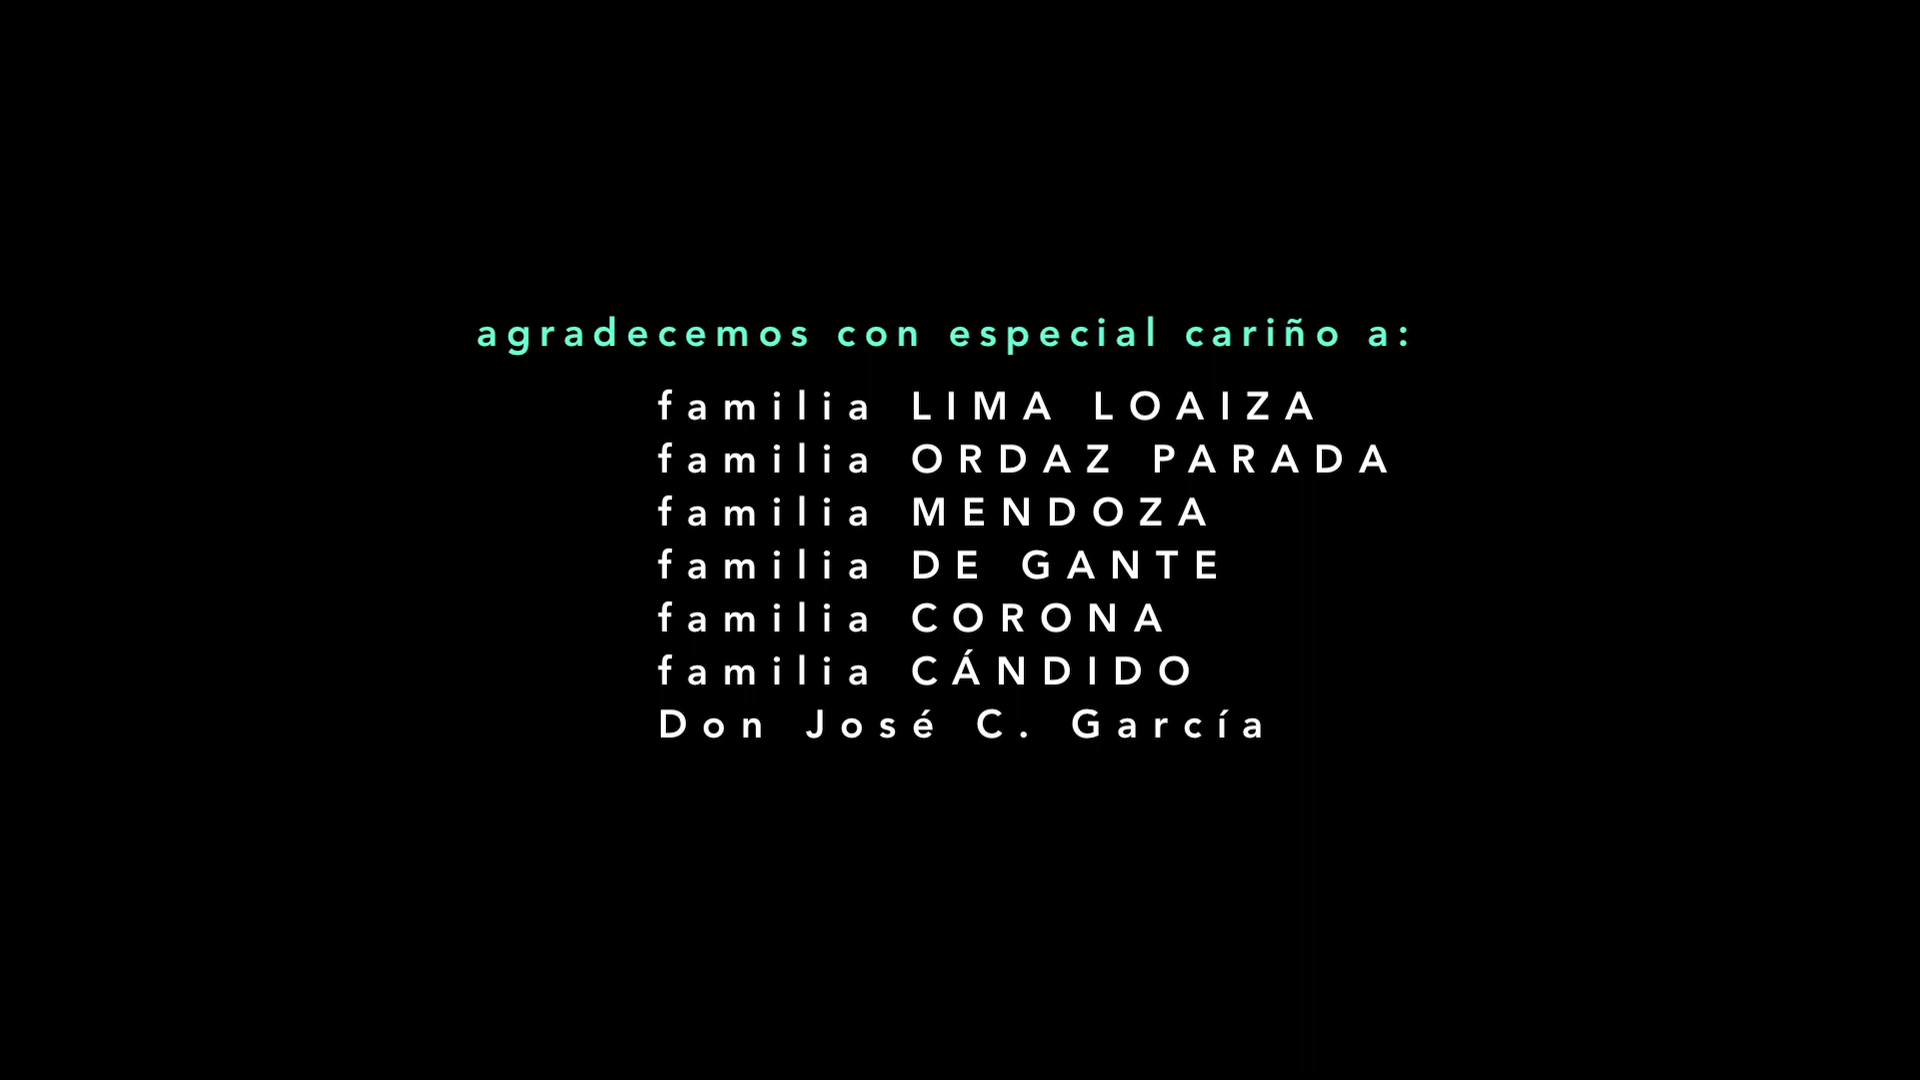 agradecemos con especial cariño a:
familia LIMA LOAIZA
familia ORDAZ PARADA
familia MENDOZA
familia DE GANTE
familia CORONA
familia CÁNDIDO
Don José C. García